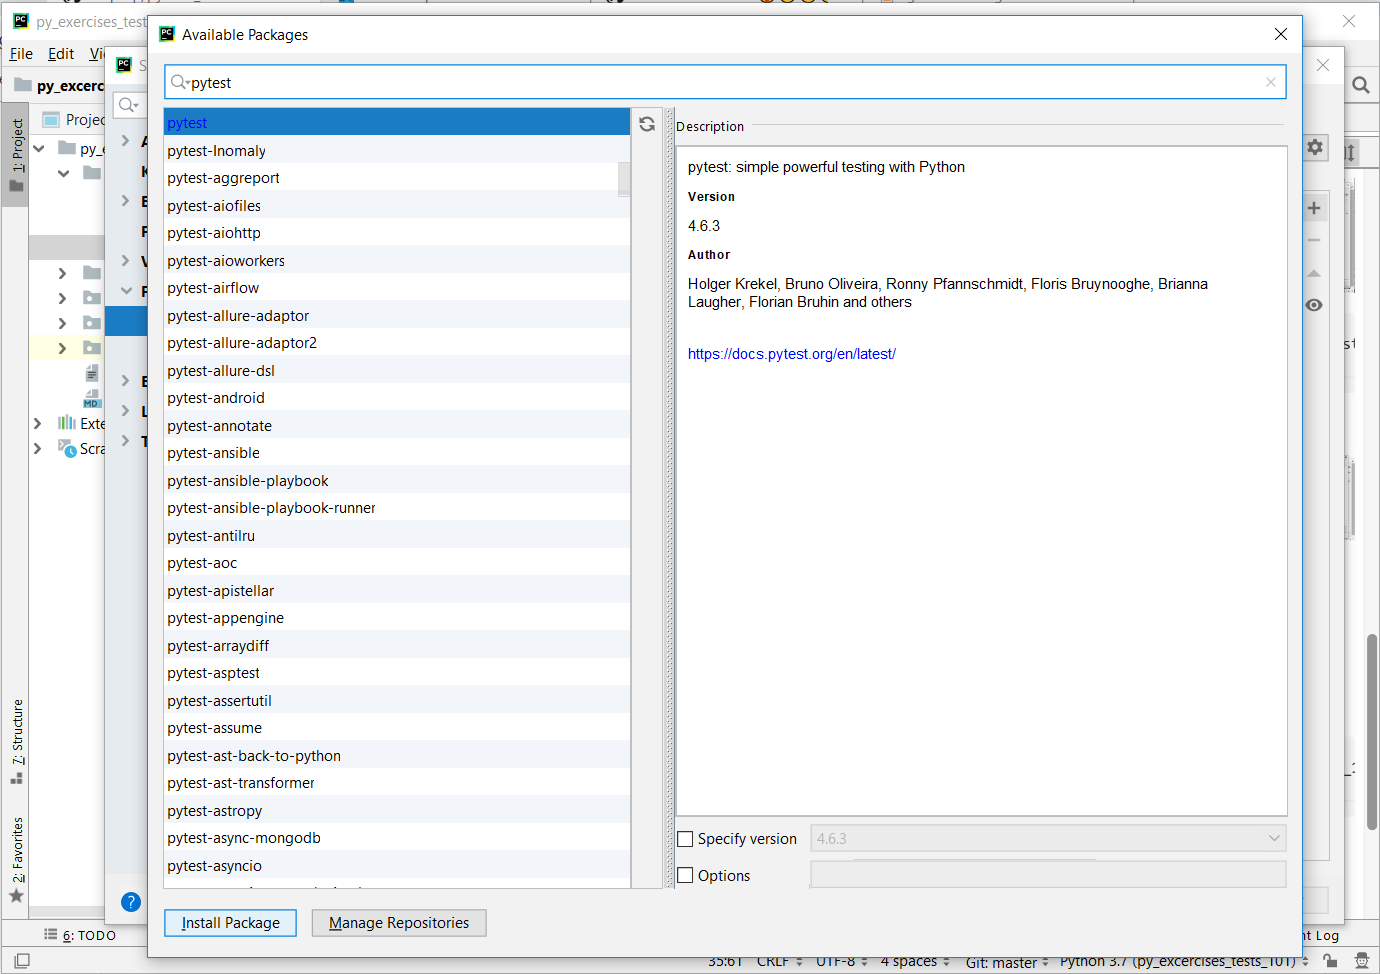 py_exercises_test
Available Packages
File Edit Vi
S
py_excerc
pytest
Projec
1: Project
py_e
pytest
pytest-Inomaly
pytest-aggreport
pytest-aiofiles
pytest-aiohttp
pytest-aioworkers
pytest-airflow
pytest-allure-adaptor
pytest-allure-adaptor2
pytest-allure-dsl
pytest-android
pytest-annotate
pytest-ansible
pytest-ansible-playbook
pytest-ansible-playbook-runner
pytest-antilru
pytest-aoc
pytest-apistellar
pytest-appengine
pytest-arraydiff
pytest-asptest
pytest-assertutil
pytest-assume
pytest-ast-back-to-python
pytest-ast-transformer
pytest-astropy
pytest-async-mongodb
pytest-asyncio
Description
pytest: simple powerful testing with Python
Version
4.6.3
Author
Holger Krekel, Bruno Oliveira, Ronny Pfannschmidt, Floris Bruynooghe, Brianna
Laugher, Florian Bruhin and others
https://docs.pytest.org/en/latest/
Specify version 4.6.3
Options
Install Package Manage Repositories
MD
Exte
Scra
7: Structure
2: Favorites
?
6: TODO
nt Log
35:61 CRLF UTF-8 4 spaces Git: master Python 3.7 (py_excercises_tests_101)